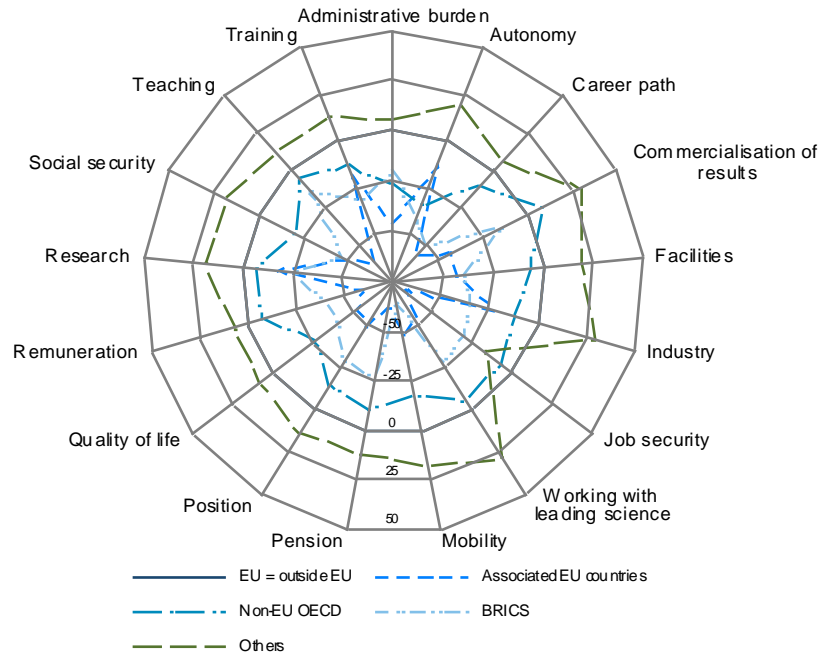 Administrative burden
Training
Autonomy
Teaching
Career path
Social security
Commercialisation of
results
Research
Facilities
Remuneration
Industry
Quality of life
Job security
Position
Working with
leading science
Pension
Mobility
-50
-25
0
25
50
EU = outside EU
Associated EU countries
Non-EU OECD
BRICS
Others